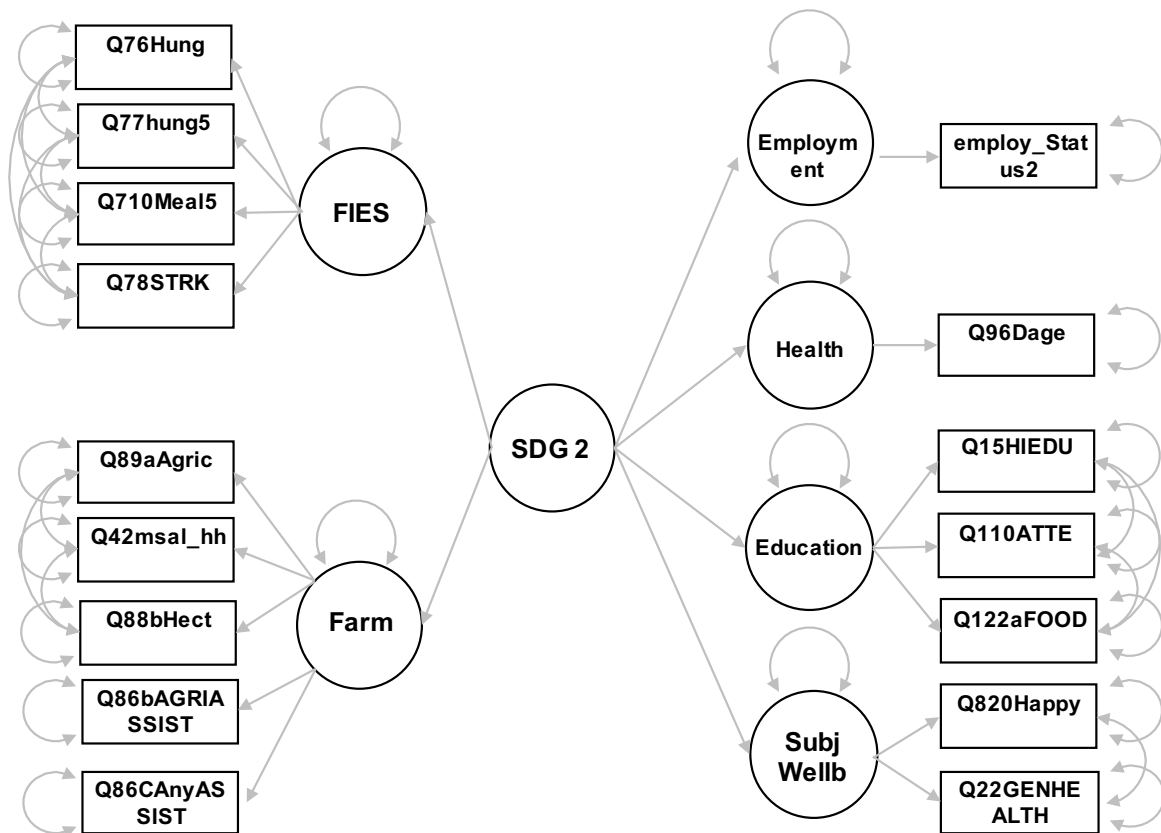 Q76Hung
Q77hung5
Q710Meal5
Q78STRK
FIES
Q89aAgric
Q42msal_hh
Q88bHect
Q86bAGRIA
SSIST
Q86CAnyAS
SIST
Farm
SDG 2
Employm
ent
employ_Stat
us2
Health
Q96Dage
Education
Q15HIEDU
Q110ATTE
Q122aFOOD
Subj
Wellb
Q820Happy
Q22GENHE
ALTH